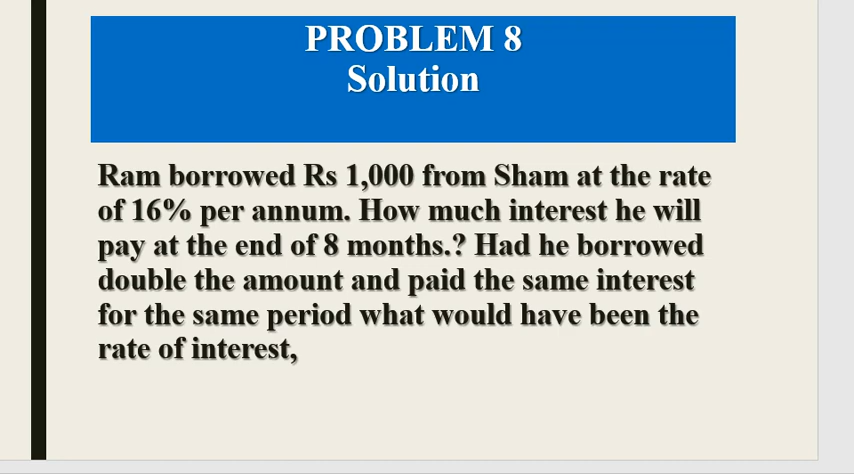 PROBLEM 8
Solution
Ram borrowed Rs 1,000 from Sham at the rate
of 16% per annum. How much interest he will
pay at the end of 8 months.? Had he borrowed
double the amount and paid the same interest
for the same period what would have been the
rate of interest,